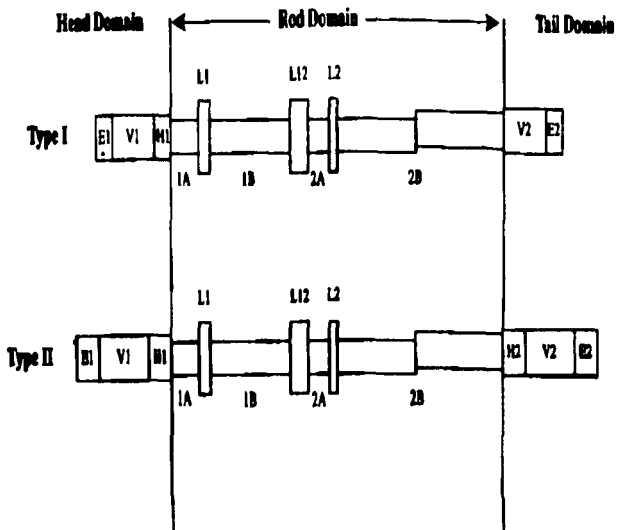 Head Domain Rod Domain Tail Domain
L1 L12 L2
Type I E1 V1 H1 V2 E2
1A 1B 2A 2B
L1 L12 L2
Type II E1 V1 H1 H2 V2 E2
1A 1B 2A 2B